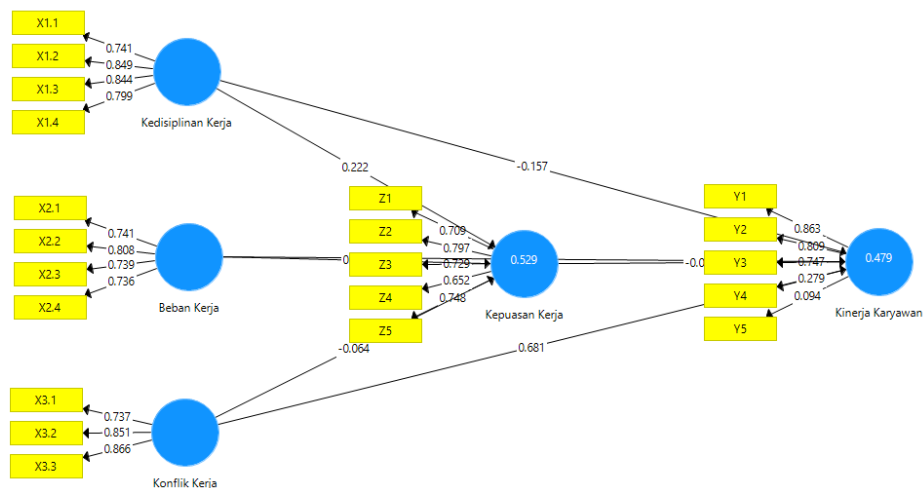 X1.1
X1.2
X1.3
X1.4
0.741
0.849
0.844
0.799
Kedisiplinan Kerja
0.222
-0.157
X2.1
X2.2
X2.3
X2.4
0.741
0.808
0.739
0.736
Beban Kerja
Z1
Z2
Z3
Z4
Z5
0.709
0.797
0.729
0.652
0.748
0.529
Kepuasan Kerja
Y1
Y2
Y3
Y4
Y5
0.863
0.809
0.747
0.279
0.094
0.479
Kinerja Karyawan
-0.064
0.681
X3.1
X3.2
X3.3
0.737
0.851
0.866
Konflik Kerja